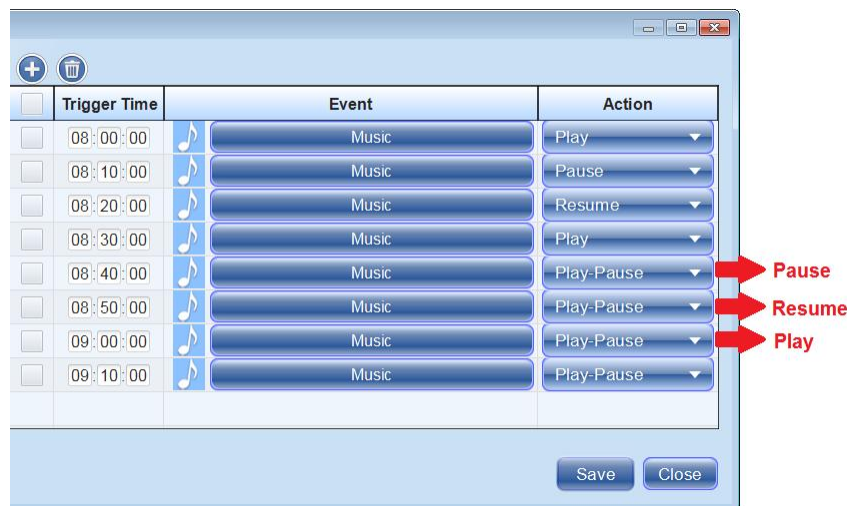 Trigger Time Event Action
08:00:00 Music Play
08:10:00 Music Pause
08:20:00 Music Resume
08:30:00 Music Play
08:40:00 Music Play-Pause Pause
08:50:00 Music Play-Pause Resume
09:00:00 Music Play-Pause Play
09:10:00 Music Play-Pause
Save Close